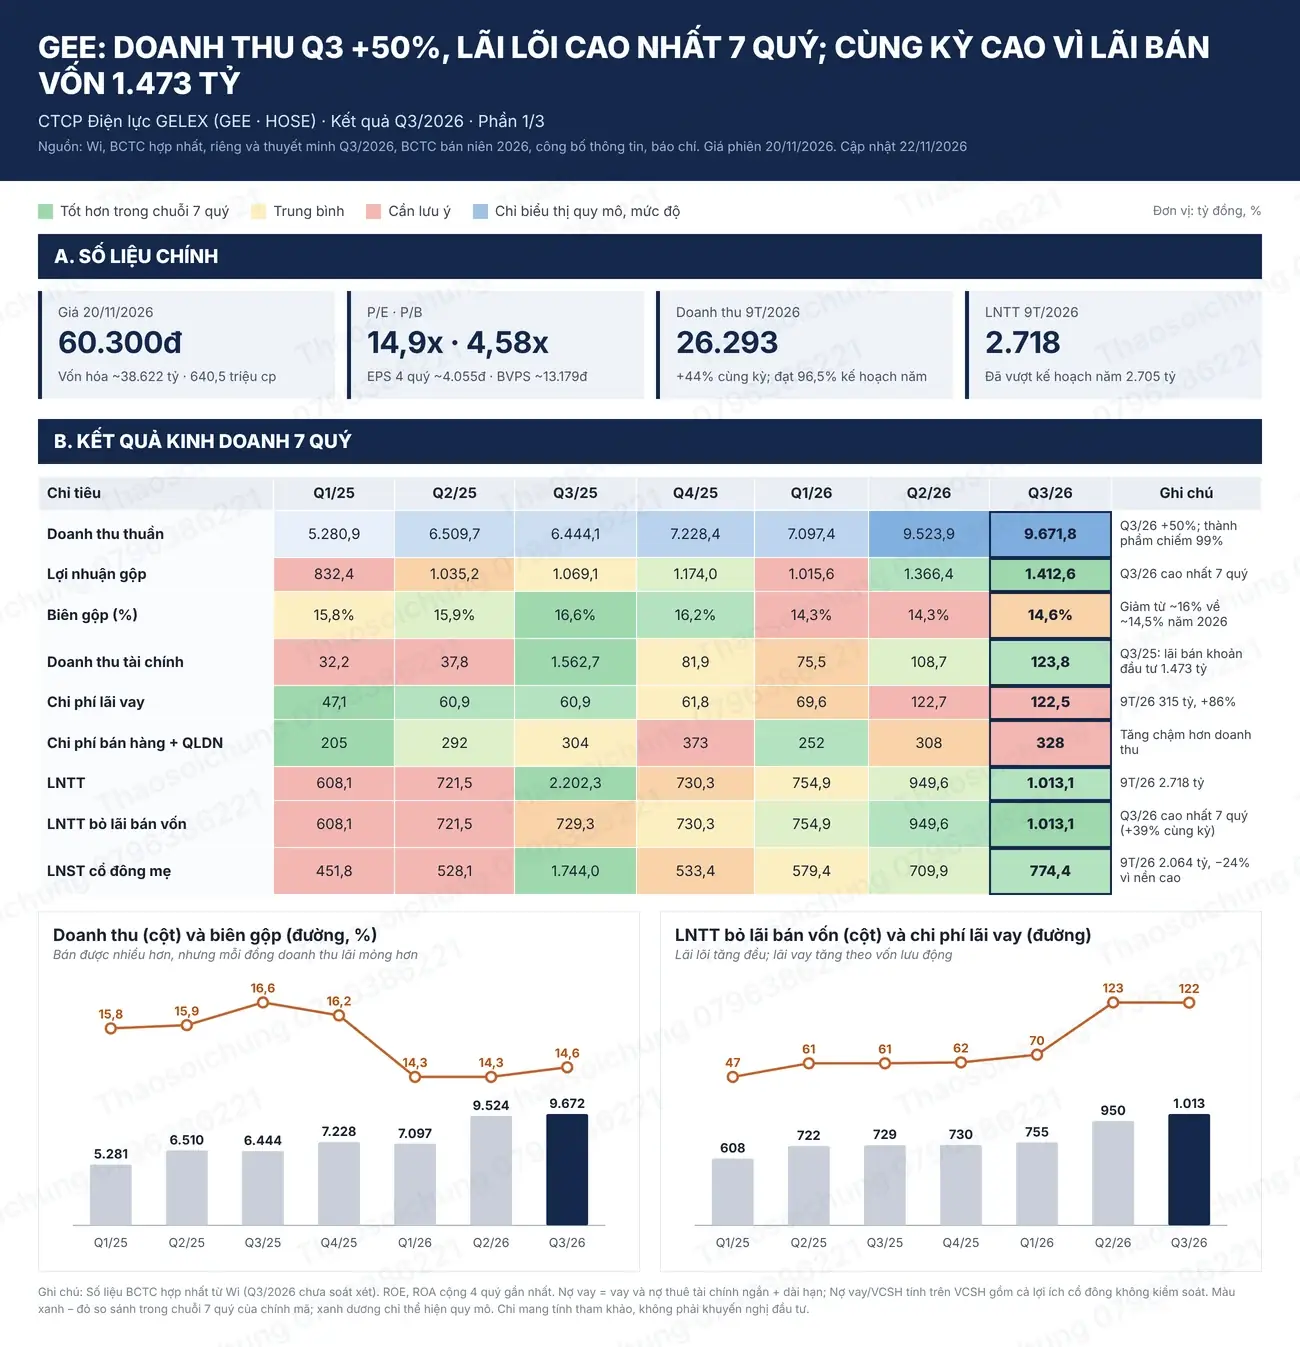 GEE: DOANH THU Q3 +50%, LÃI LÕI CAO NHẤT 7 QUÝ; CÙNG KỲ CAO VÌ LÃI BÁN
VỐN 1.473 TỶ
CTCP Điện lực GELEX (GEE · HOSE) · Kết quả Q3/2026 · Phần 1/3
Nguồn: Wi, BCTC hợp nhất, riêng và thuyết minh Q3/2026, BCTC bán niên 2026, công bố thông tin, báo chí. Giá phiên 20/11/2026. Cập nhật 22/11/2026
Tốt hơn trong chuỗi 7 quý Trung bình Cần lưu ý Chỉ biểu thị quy mô, mức độ Đơn vị: tỷ đồng, %
A. SỐ LIỆU CHÍNH
Giá 20/11/2026
60.300đ
Vốn hóa ~38.622 tỷ · 640,5 triệu cp
P/E · P/B
14,9x · 4,58x
EPS 4 quý ~4.055đ · BVPS ~13.179đ
Doanh thu 9T/2026
26.293
+44% cùng kỳ; đạt 96,5% kế hoạch năm
LNTT 9T/2026
2.718
Đã vượt kế hoạch năm 2.705 tỷ
B. KẾT QUẢ KINH DOANH 7 QUÝ
Chỉ tiêu Q1/25 Q2/25 Q3/25 Q4/25 Q1/26 Q2/26 Q3/26 Ghi chú
Doanh thu thuần 5.280,9 6.509,7 6.444,1 7.228,4 7.097,4 9.523,9 9.671,8 Q3/26 +50%; thành
phẩm chiếm 99%
Lợi nhuận gộp 832,4 1.035,2 1.069,1 1.174,0 1.015,6 1.366,4 1.412,6 Q3/26 cao nhất 7 quý
Biên gộp (%) 15,8% 15,9% 16,6% 16,2% 14,3% 14,3% 14,6% Giảm từ ~16% về
~14,5% năm 2026
Doanh thu tài chính 32,2 37,8 1.562,7 81,9 75,5 108,7 123,8 Q3/25: lãi bán khoản
đầu tư 1.473 tỷ
Chi phí lãi vay 47,1 60,9 60,9 61,8 69,6 122,7 122,5 9T/26 315 tỷ, +86%
Chi phí bán hàng + QLDN 205 292 304 373 252 308 328 Tăng chậm hơn doanh
thu
LNTT 608,1 721,5 2.202,3 730,3 754,9 949,6 1.013,1 9T/26 2.718 tỷ
LNTT bỏ lãi bán vốn 608,1 721,5 729,3 730,3 754,9 949,6 1.013,1 Q3/26 cao nhất 7 quý
(+39% cùng kỳ)
LNST cổ đông mẹ 451,8 528,1 1.744,0 533,4 579,4 709,9 774,4 9T/26 2.064 tỷ, −24%
vì nền cao
Doanh thu (cột) và biên gộp (đường, %)
Bán được nhiều hơn, nhưng mỗi đồng doanh thu lãi mỏng hơn
15,8 15,9 16,6 16,2 14,3 14,3 14,6
5.281 6.510 6.444 7.228 7.097 9.524 9.672
Q1/25 Q2/25 Q3/25 Q4/25 Q1/26 Q2/26 Q3/26
LNTT bỏ lãi bán vốn (cột) và chi phí lãi vay (đường)
Lãi lõi tăng đều; lãi vay tăng theo vốn lưu động
47 61 61 62 70 123 122
608 722 729 730 755 950 1.013
Q1/25 Q2/25 Q3/25 Q4/25 Q1/26 Q2/26 Q3/26
Ghi chú: Số liệu BCTC hợp nhất từ Wi (Q3/2026 chưa soát xét). ROE, ROA cộng 4 quý gần nhất. Nợ vay = vay và nợ thuê tài chính ngắn + dài hạn; Nợ vay/VCSH tính trên VCSH gồm cả lợi ích cổ đông không kiểm soát. Màu
xanh – đỏ so sánh trong chuỗi 7 quý của chính mã; xanh dương chỉ thể hiện quy mô. Chỉ mang tính tham khảo, không phải khuyến nghị đầu tư.
Thaosoichung 0796386221